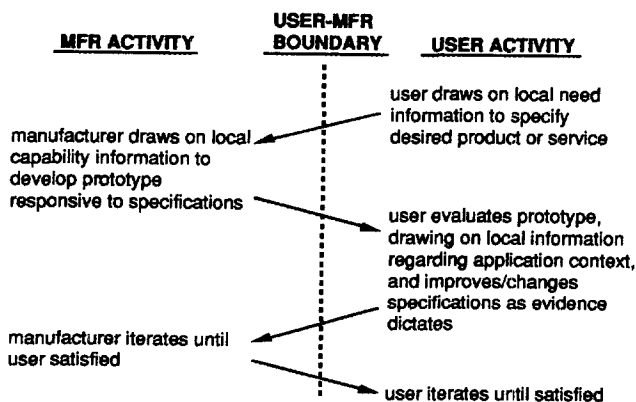 USER-MFR
MFR ACTIVITY
BOUNDARY
USER ACTIVITY
user draws on local need
information to specify
desired product or service
manufacturer draws on local
capability information to
develop prototype
responsive to specifications
user evaluates prototype,
drawing on local information
regarding application context,
and improves/changes
specifications as evidence
dictates
manufacturer iterates until
user satisfied
user iterates until satisfied